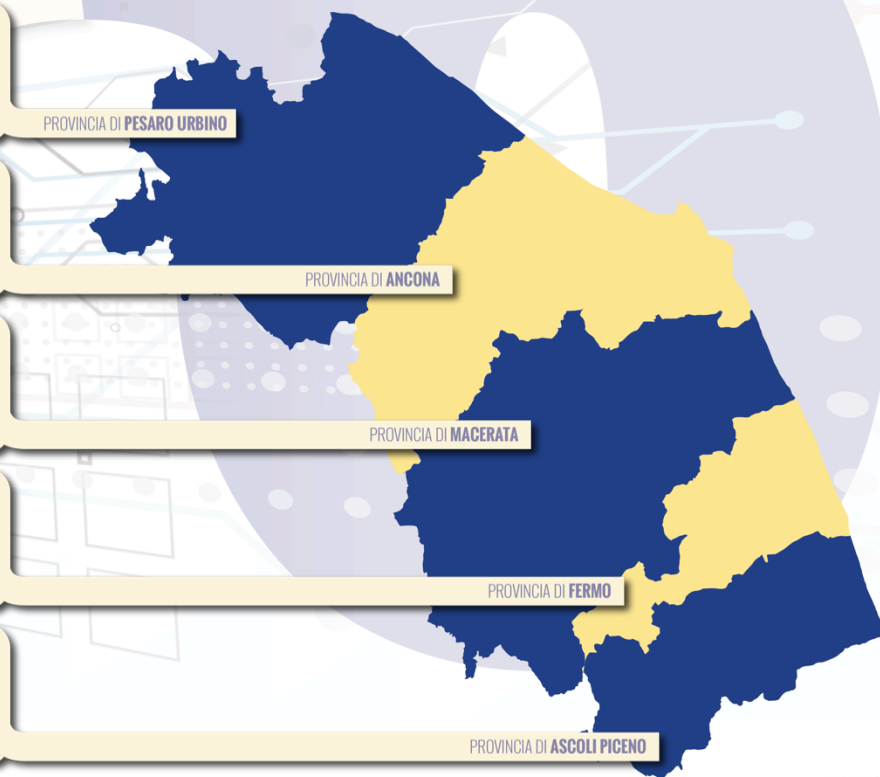 PROVINCIA DI PESARO URBINO
PROVINCIA DI ANCONA
PROVINCIA DI MACERATA
PROVINCIA DI FERMO
PROVINCIA DI ASCOLI PICENO